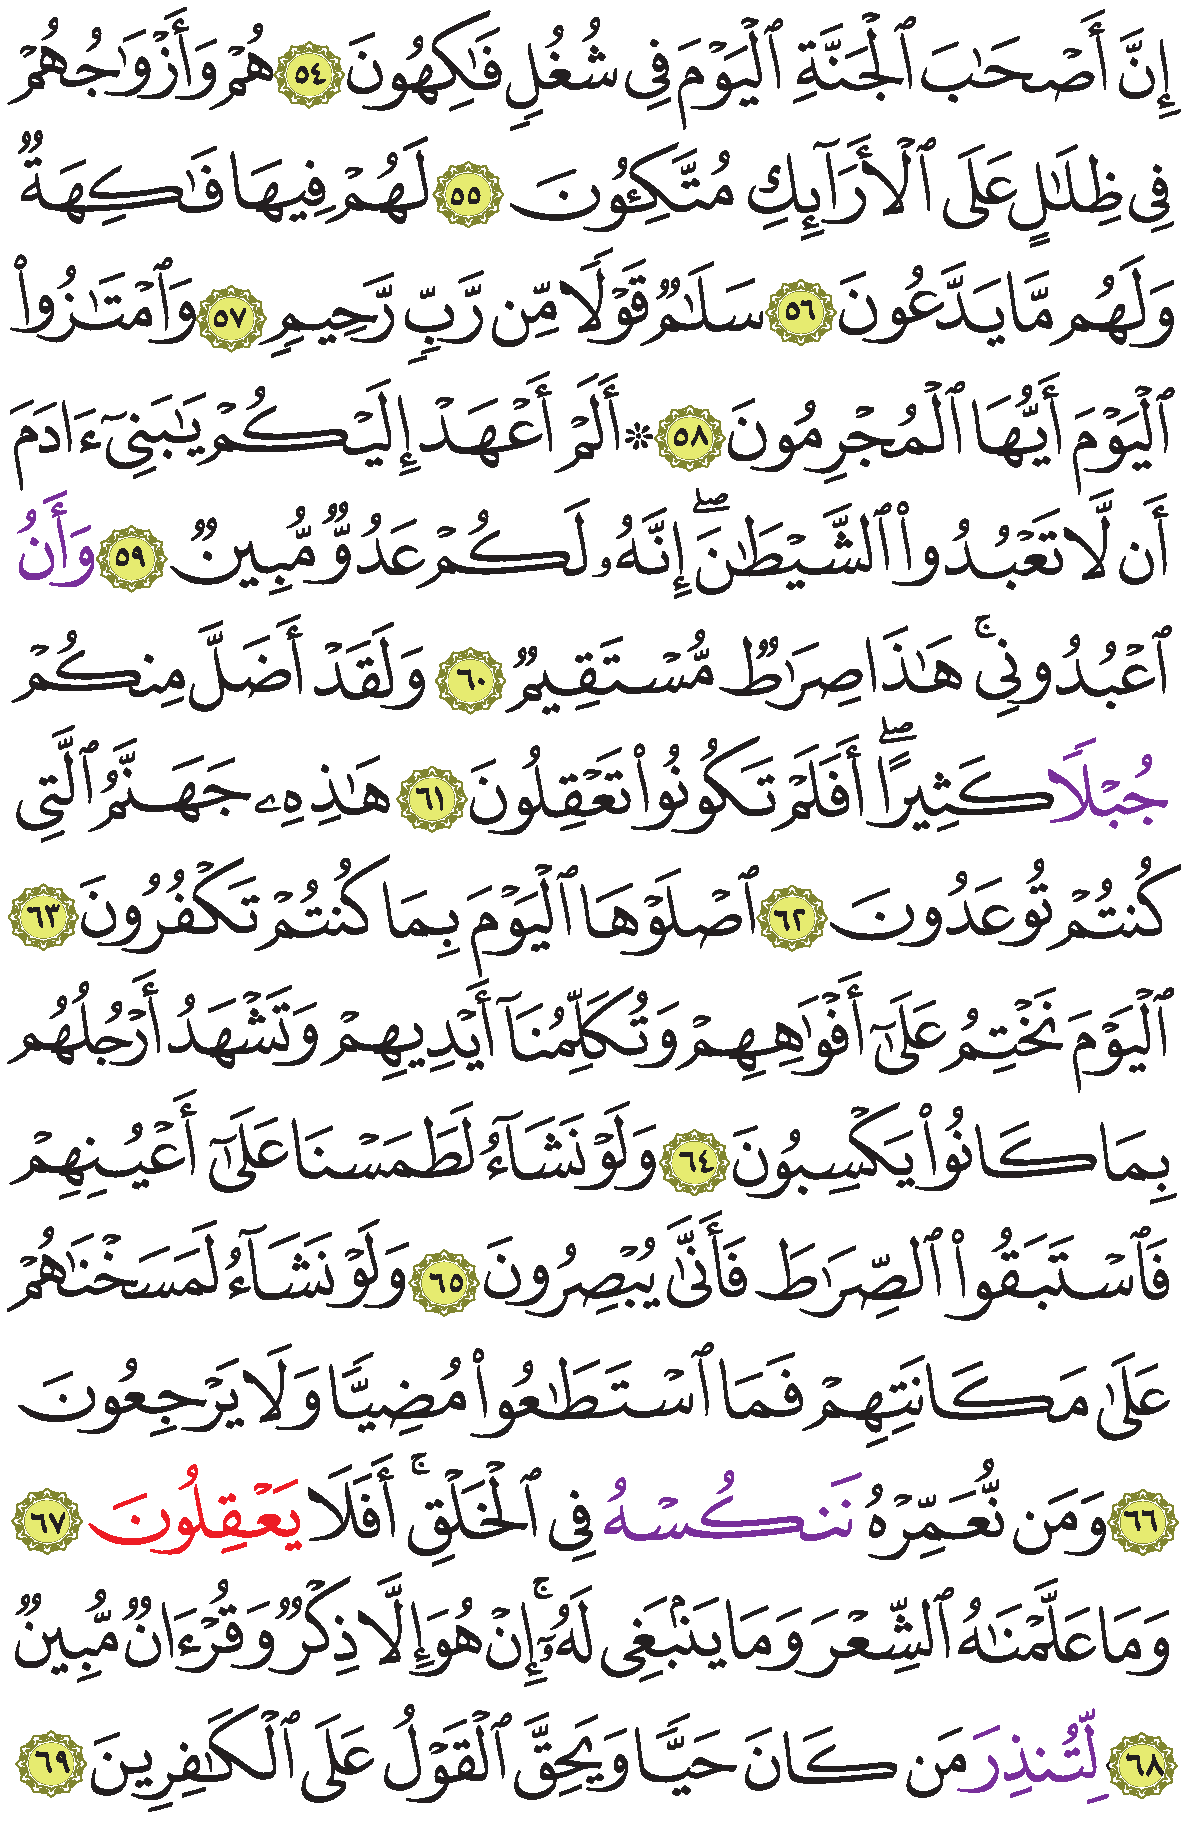 إِنَّ أَصْحَٰبَ ٱلْجَنَّةِ ٱلْيَوْمَ فِى شُغُلٍ فَٰكِهُونَ ٥٤ هُمْ وَأَزْوَٰجُهُمْ
فِى ظِلَٰلٍ عَلَى ٱلْأَرَآئِكِ مُتَّكِـُٔونَ ٥٥ لَهُمْ فِيهَا فَٰكِهَةٌ
وَلَهُم مَّا يَدَّعُونَ ٥٦ سَلَٰمٌ قَوْلًا مِّن رَّبٍّ رَّحِيمٍ ٥٧ وَٱمْتَٰزُوا۟
ٱلْيَوْمَ أَيُّهَا ٱلْمُجْرِمُونَ ٥٨ ۞ أَلَمْ أَعْهَدْ إِلَيْكُمْ يَٰبَنِىٓ ءَادَمَ
أَن لَّا تَعْبُدُوا۟ ٱلشَّيْطَٰنَ ۖ إِنَّهُۥ لَكُمْ عَدُوٌّ مُّبِينٌ ٥٩ وَأَنُ
ٱعْبُدُونِى ۚ هَٰذَا صِرَٰطٌ مُّسْتَقِيمٌ ٦٠ وَلَقَدْ أَضَلَّ مِنكُمْ
جُبْلًا كَثِيرًا ۖ أَفَلَمْ تَكُونُوا۟ تَعْقِلُونَ ٦١ هَٰذِهِۦ جَهَنَّمُ ٱلَّتِى
كُنتُمْ تُوعَدُونَ ٦٢ ٱصْلَوْهَا ٱلْيَوْمَ بِمَا كُنتُمْ تَكْفُرُونَ ٦٣
ٱلْيَوْمَ نَخْتِمُ عَلَىٰٓ أَفْوَٰهِهِمْ وَتُكَلِّمُنَآ أَيْدِيهِمْ وَتَشْهَدُ أَرْجُلُهُم
بِمَا كَانُوا۟ يَكْسِبُونَ ٦٤ وَلَوْ نَشَآءُ لَطَمَسْنَا عَلَىٰٓ أَعْيُنِهِمْ
فَٱسْتَبَقُوا۟ ٱلصِّرَٰطَ فَأَنَّىٰ يُبْصِرُونَ ٦٥ وَلَوْ نَشَآءُ لَمَسَخْنَٰهُمْ
عَلَىٰ مَكَانَتِهِمْ فَمَا ٱسْتَطَٰعُوا۟ مُضِيًّا وَلَا يَرْجِعُونَ
٦٦ وَمَن نُّعَمِّرْهُ نَنكُسْهُ فِى ٱلْخَلْقِ ۚ أَفَلَا يَعْقِلُونَ ٦٧
وَمَا عَلَّمْنَٰهُ ٱلشِّعْرَ وَمَا يَنۢبَغِى لَهُۥٓ ۚ إِنْ هُوَ إِلَّا ذِكْرٌ وَقُرْءَانٌ مُّبِينٌ
٦٨ لِّتُنذِرَ مَن كَانَ حَيًّا وَيَحِقَّ ٱلْقَوْلُ عَلَى ٱلْكَٰفِرِينَ ٦٩